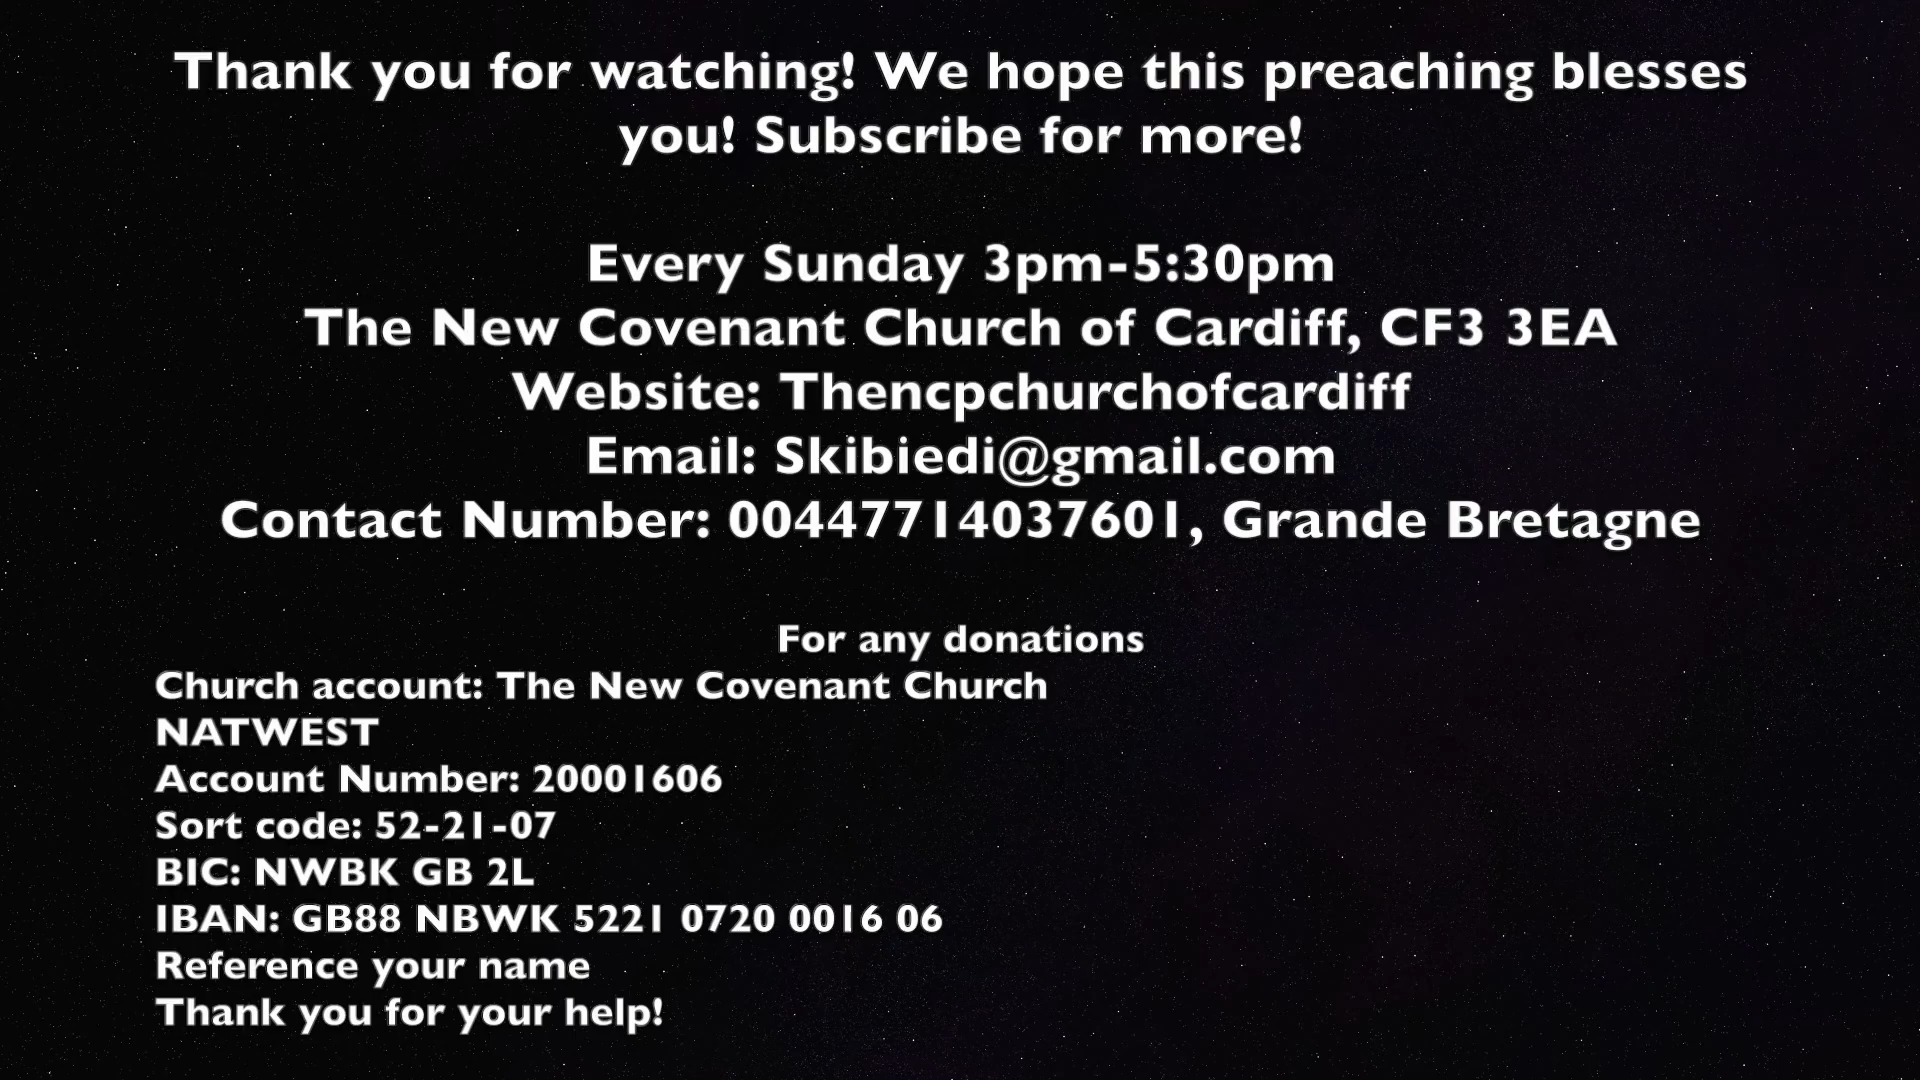 Thank you for watching! We hope this preaching blesses
you! Subscribe for more!
Every Sunday 3pm-5:30pm
The New Covenant Church of Cardiff, CF3 3EA
Website: Thencpchurchofcardiff
Email: Skibiedi@gmail.com
Contact Number: 00447714037601, Grande Bretagne
For any donations
Church account: The New Covenant Church
NATWEST
Account Number: 20001606
Sort code: 52-21-07
BIC: NWBK GB 2L
IBAN: GB88 NBWK 5221 0720 0016 06
Reference your name
Thank you for your help!